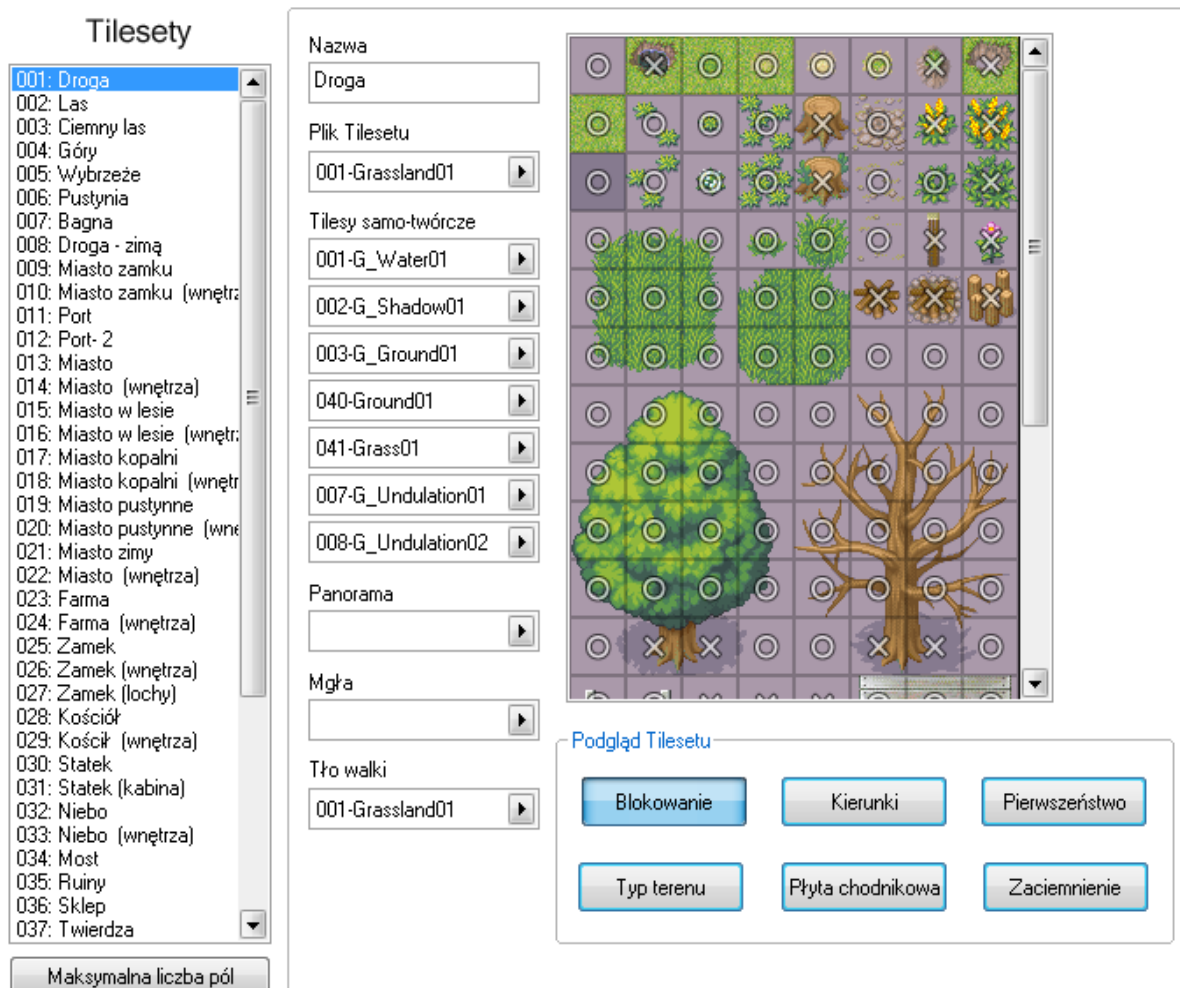 Tilesety
001: Droga
002: Las
003: Ciemny las
004: Góry
005: Wybrzeże
006: Pustynia
007: Bagna
008: Droga - zimą
009: Miasto zamku
010: Miasto zamku (wnętrz
011: Port
012: Port- 2
013: Miasto
014: Miasto (wnętrza)
015: Miasto w lesie
016: Miasto w lesie (wnętrz
017: Miasto kopalni
018: Miasto kopalni (wnętr
019: Miasto pustynne
020: Miasto pustynne (wnę
021: Miasto zimy
022: Miasto (wnętrza)
023: Farma
024: Farma (wnętrza)
025: Zamek
026: Zamek (wnętrza)
027: Zamek (lochy)
028: Kościół
029: Kościł (wnętrza)
030: Statek
031: Statek (kabina)
032: Niebo
033: Niebo (wnętrza)
034: Most
035: Ruiny
036: Sklep
037: Twierdza
Maksymalna liczba pól
Nazwa
Droga
Plik Tilesetu
001-Grassland01
Tilesy samo-twórcze
001-G_Water01
002-G_Shadow01
003-G_Ground01
040-Ground01
041-Grass01
007-G_Undulation01
008-G_Undulation02
Panorama
Mgła
Tło walki
001-Grassland01
Podgląd Tilesetu
Blokowanie
Kierunki
Pierwszeństwo
Typ terenu
Płyta chodnikowa
Zaciemnienie